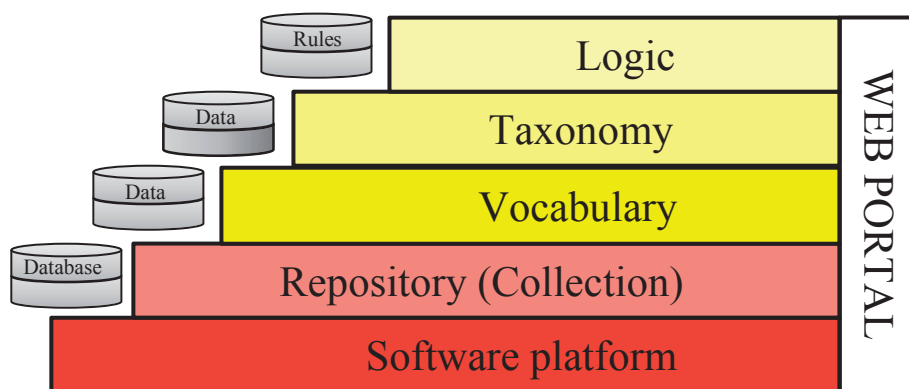 Rules
Logic
Data
Taxonomy
Data
Vocabulary
Database
Repository (Collection)
Software platform
WEB PORTAL